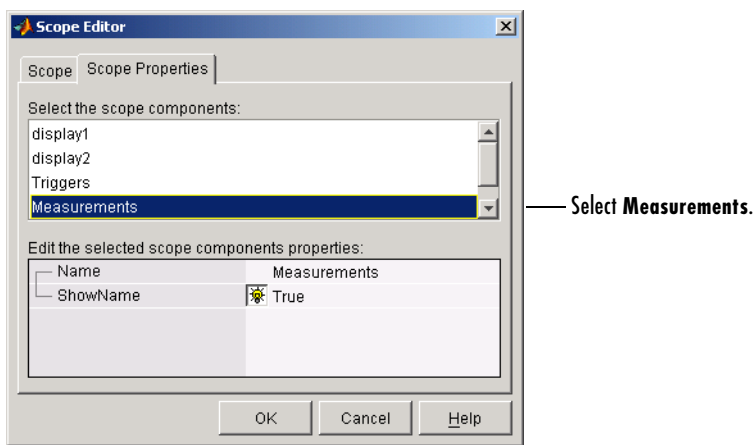 Scope Editor
Scope Scope Properties
Select the scope components:
display1
display2
Triggers
Measurements
Select Measurements.
Edit the selected scope components properties:
Name Measurements
ShowName True
OK Cancel Help